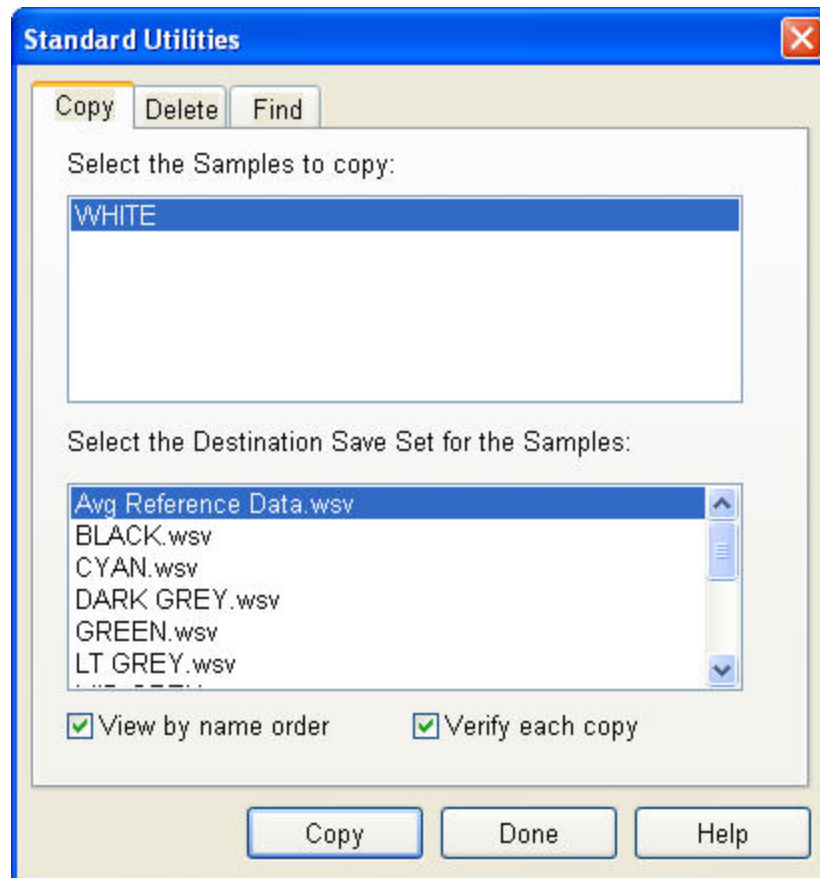 Standard Utilities
Copy Delete Find
Select the Samples to copy:
WHITE
Select the Destination Save Set for the Samples:
Avg Reference Data.wsv
BLACK.wsv
CYAN.wsv
DARK GREY.wsv
GREEN.wsv
LT GREY.wsv
View by name order Verify each copy
Copy Done Help